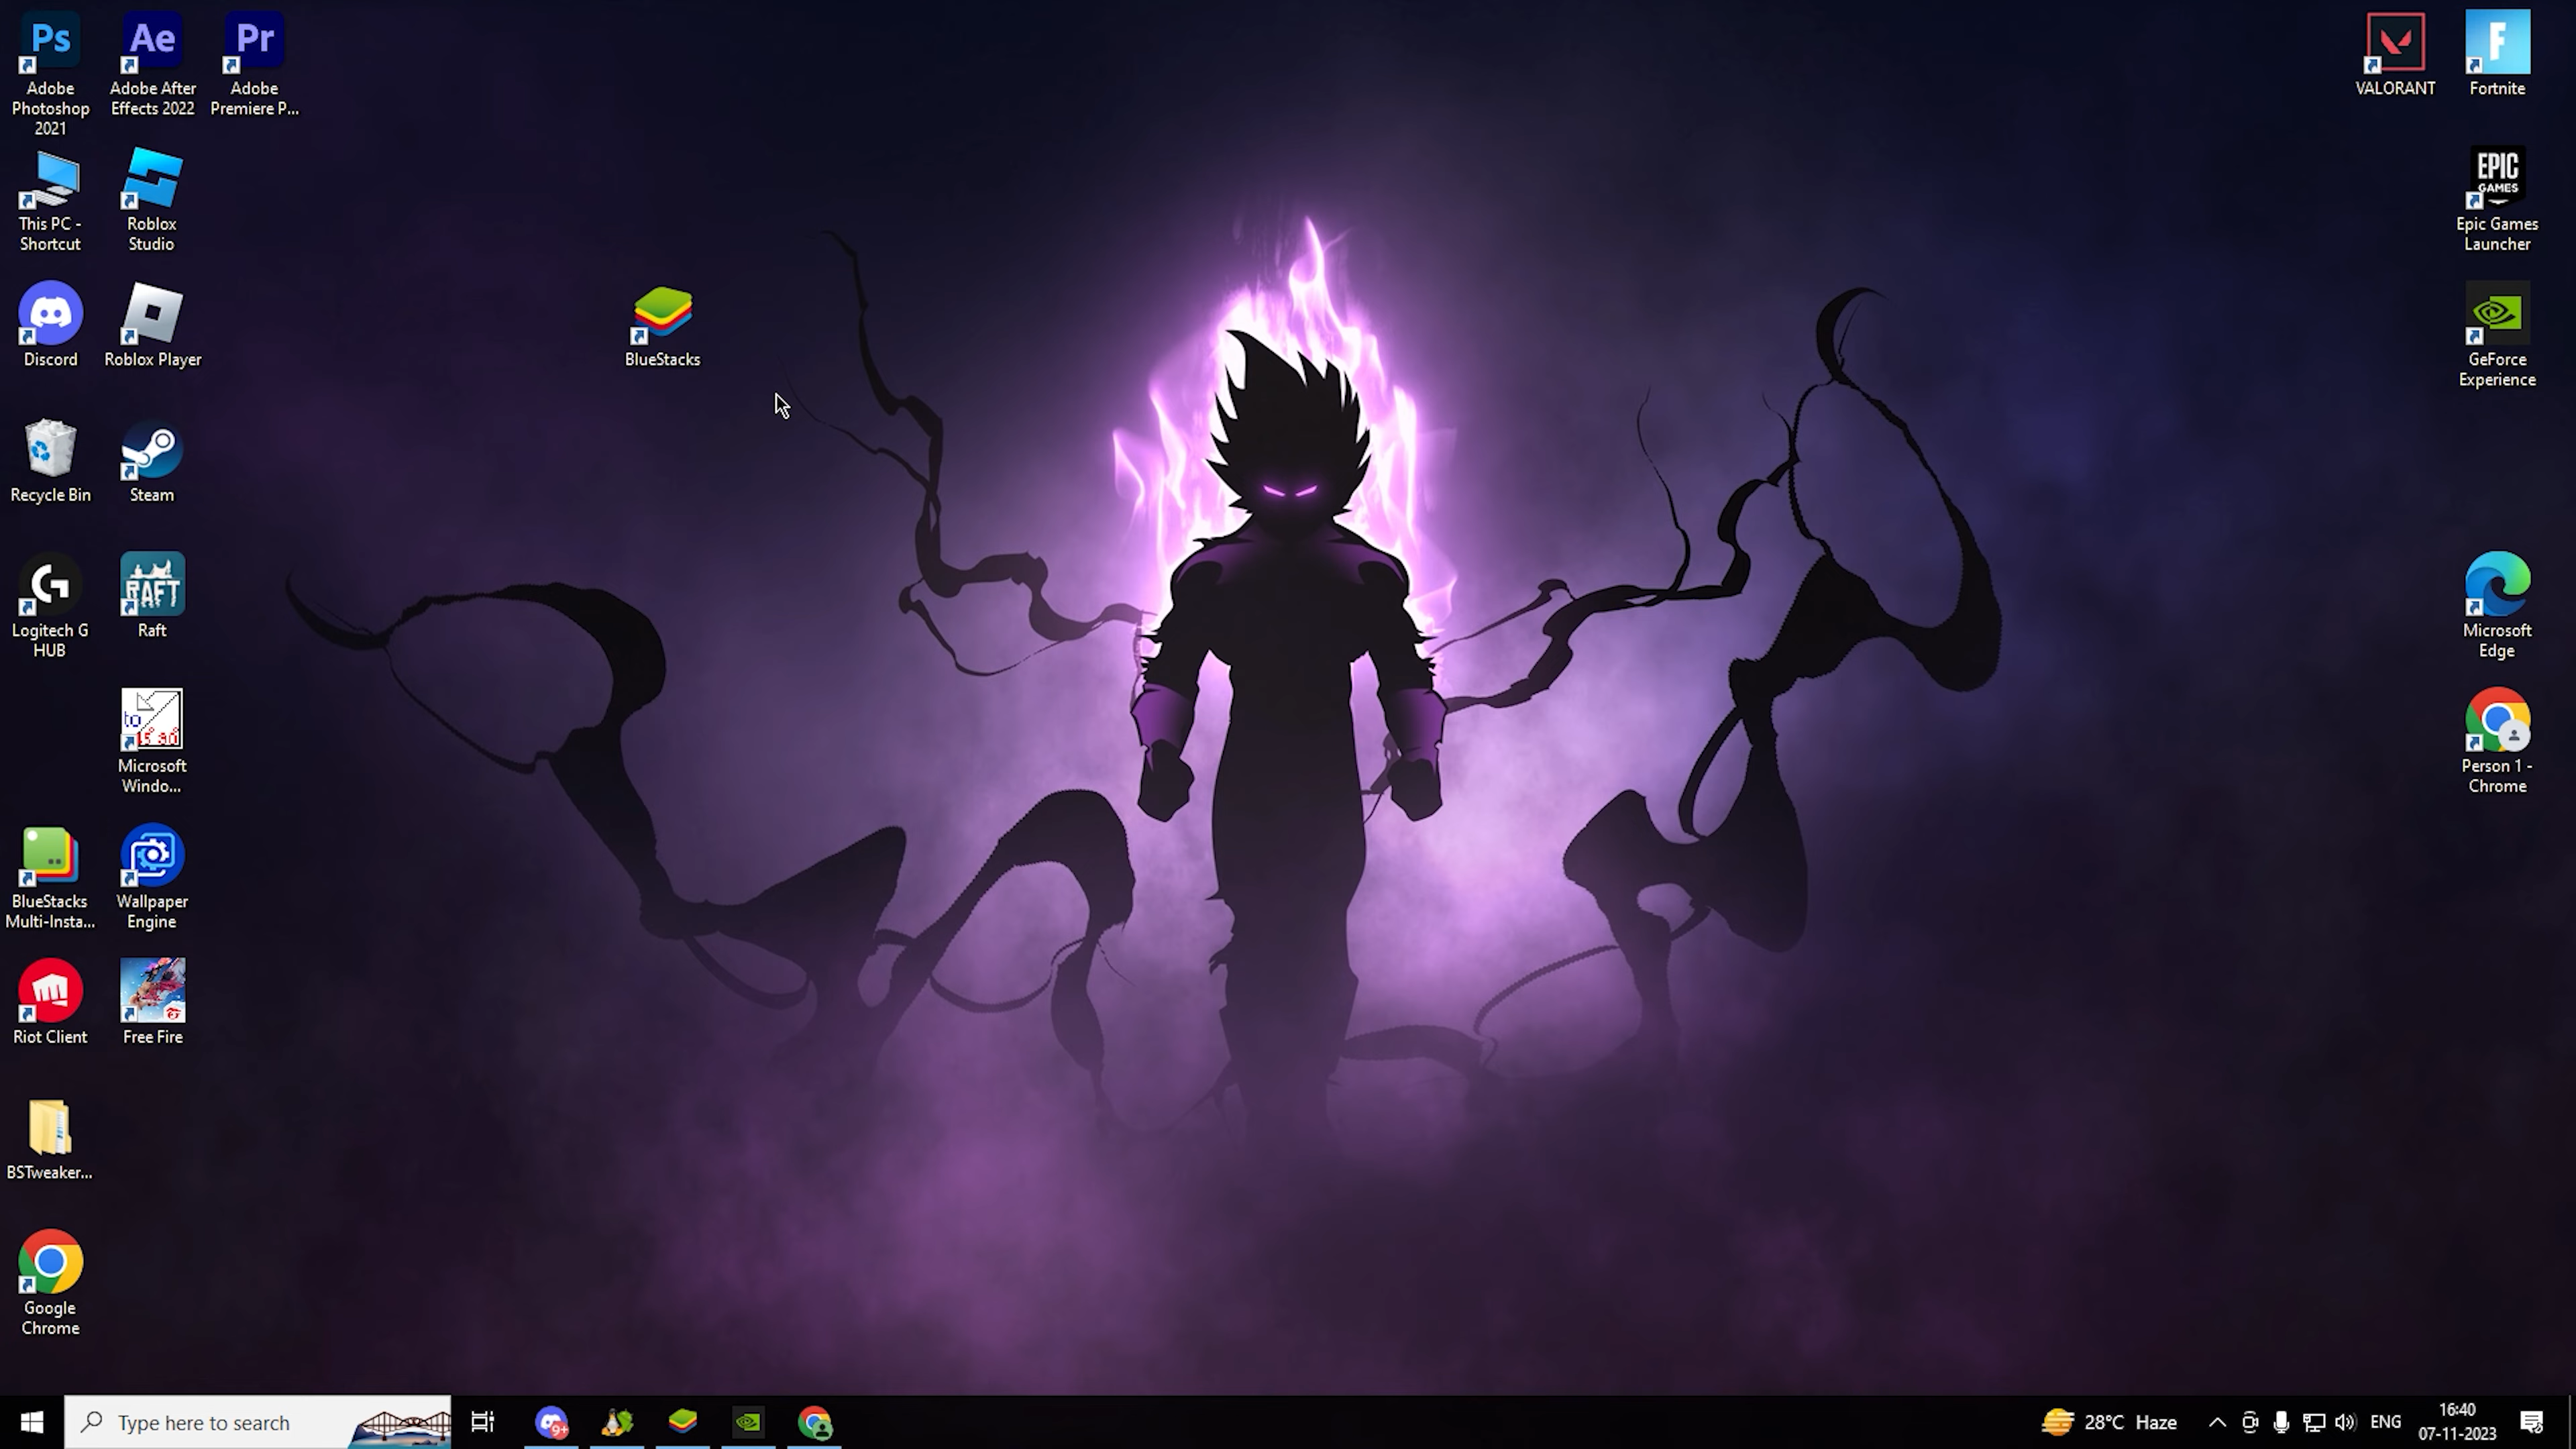 Ps
Adobe
Photoshop
2021
Ae
Adobe After
Effects 2022
Pr
Adobe
Premiere P...
VALORANT
F
Fortnite
This PC -
Shortcut
Roblox
Studio
EPIC
GAMES
Epic Games
Launcher
Discord
Roblox Player
BlueStacks
GeForce
Experience
Recycle Bin
Steam
Logitech G
HUB
RAFT
Raft
Microsoft
Edge
to
Microsoft
Windo...
Person 1 -
Chrome
BlueStacks
Multi-Insta...
Wallpaper
Engine
Riot Client
Free Fire
BSTweaker...
Google
Chrome
Type here to search
9+
28°C Haze
ENG
16:40
07-11-2023